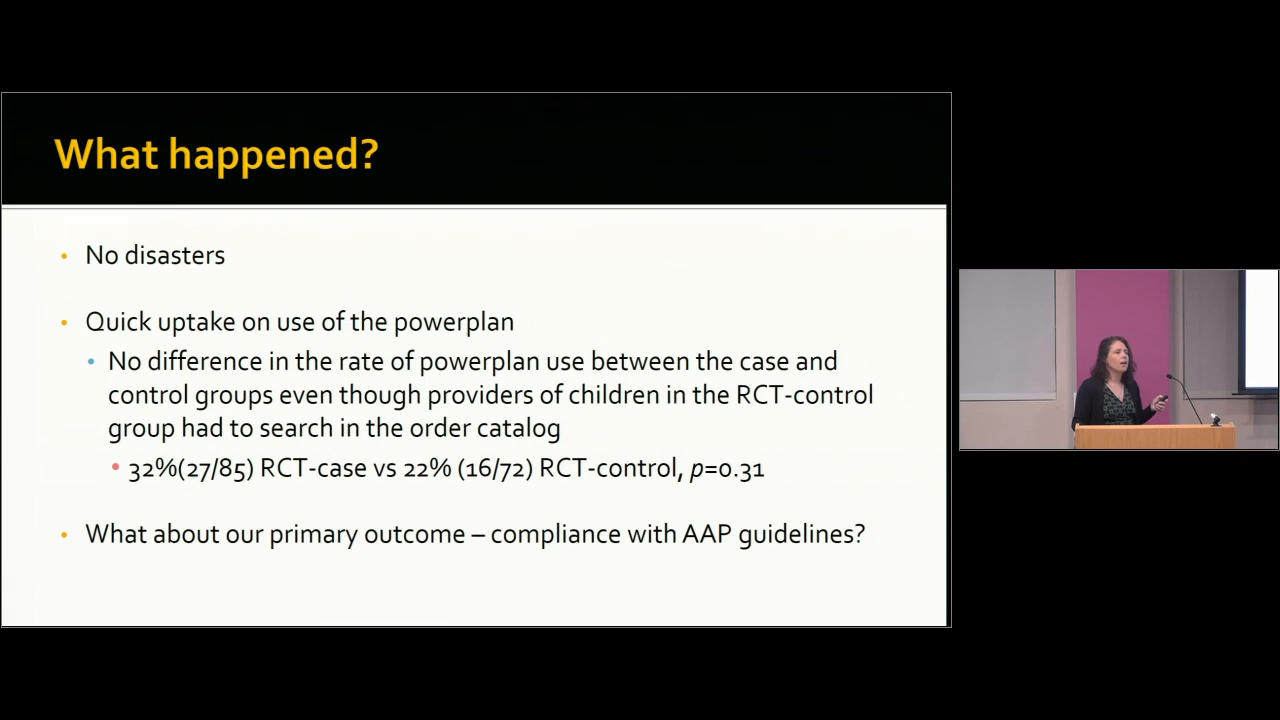 What happened?
No disasters
Quick uptake on use of the powerplan
No difference in the rate of powerplan use between the case and
control groups even though providers of children in the RCT-control
group had to search in the order catalog
32%(27/85) RCT-case vs 22% (16/72) RCT-control, p=0.31
What about our primary outcome – compliance with AAP guidelines?